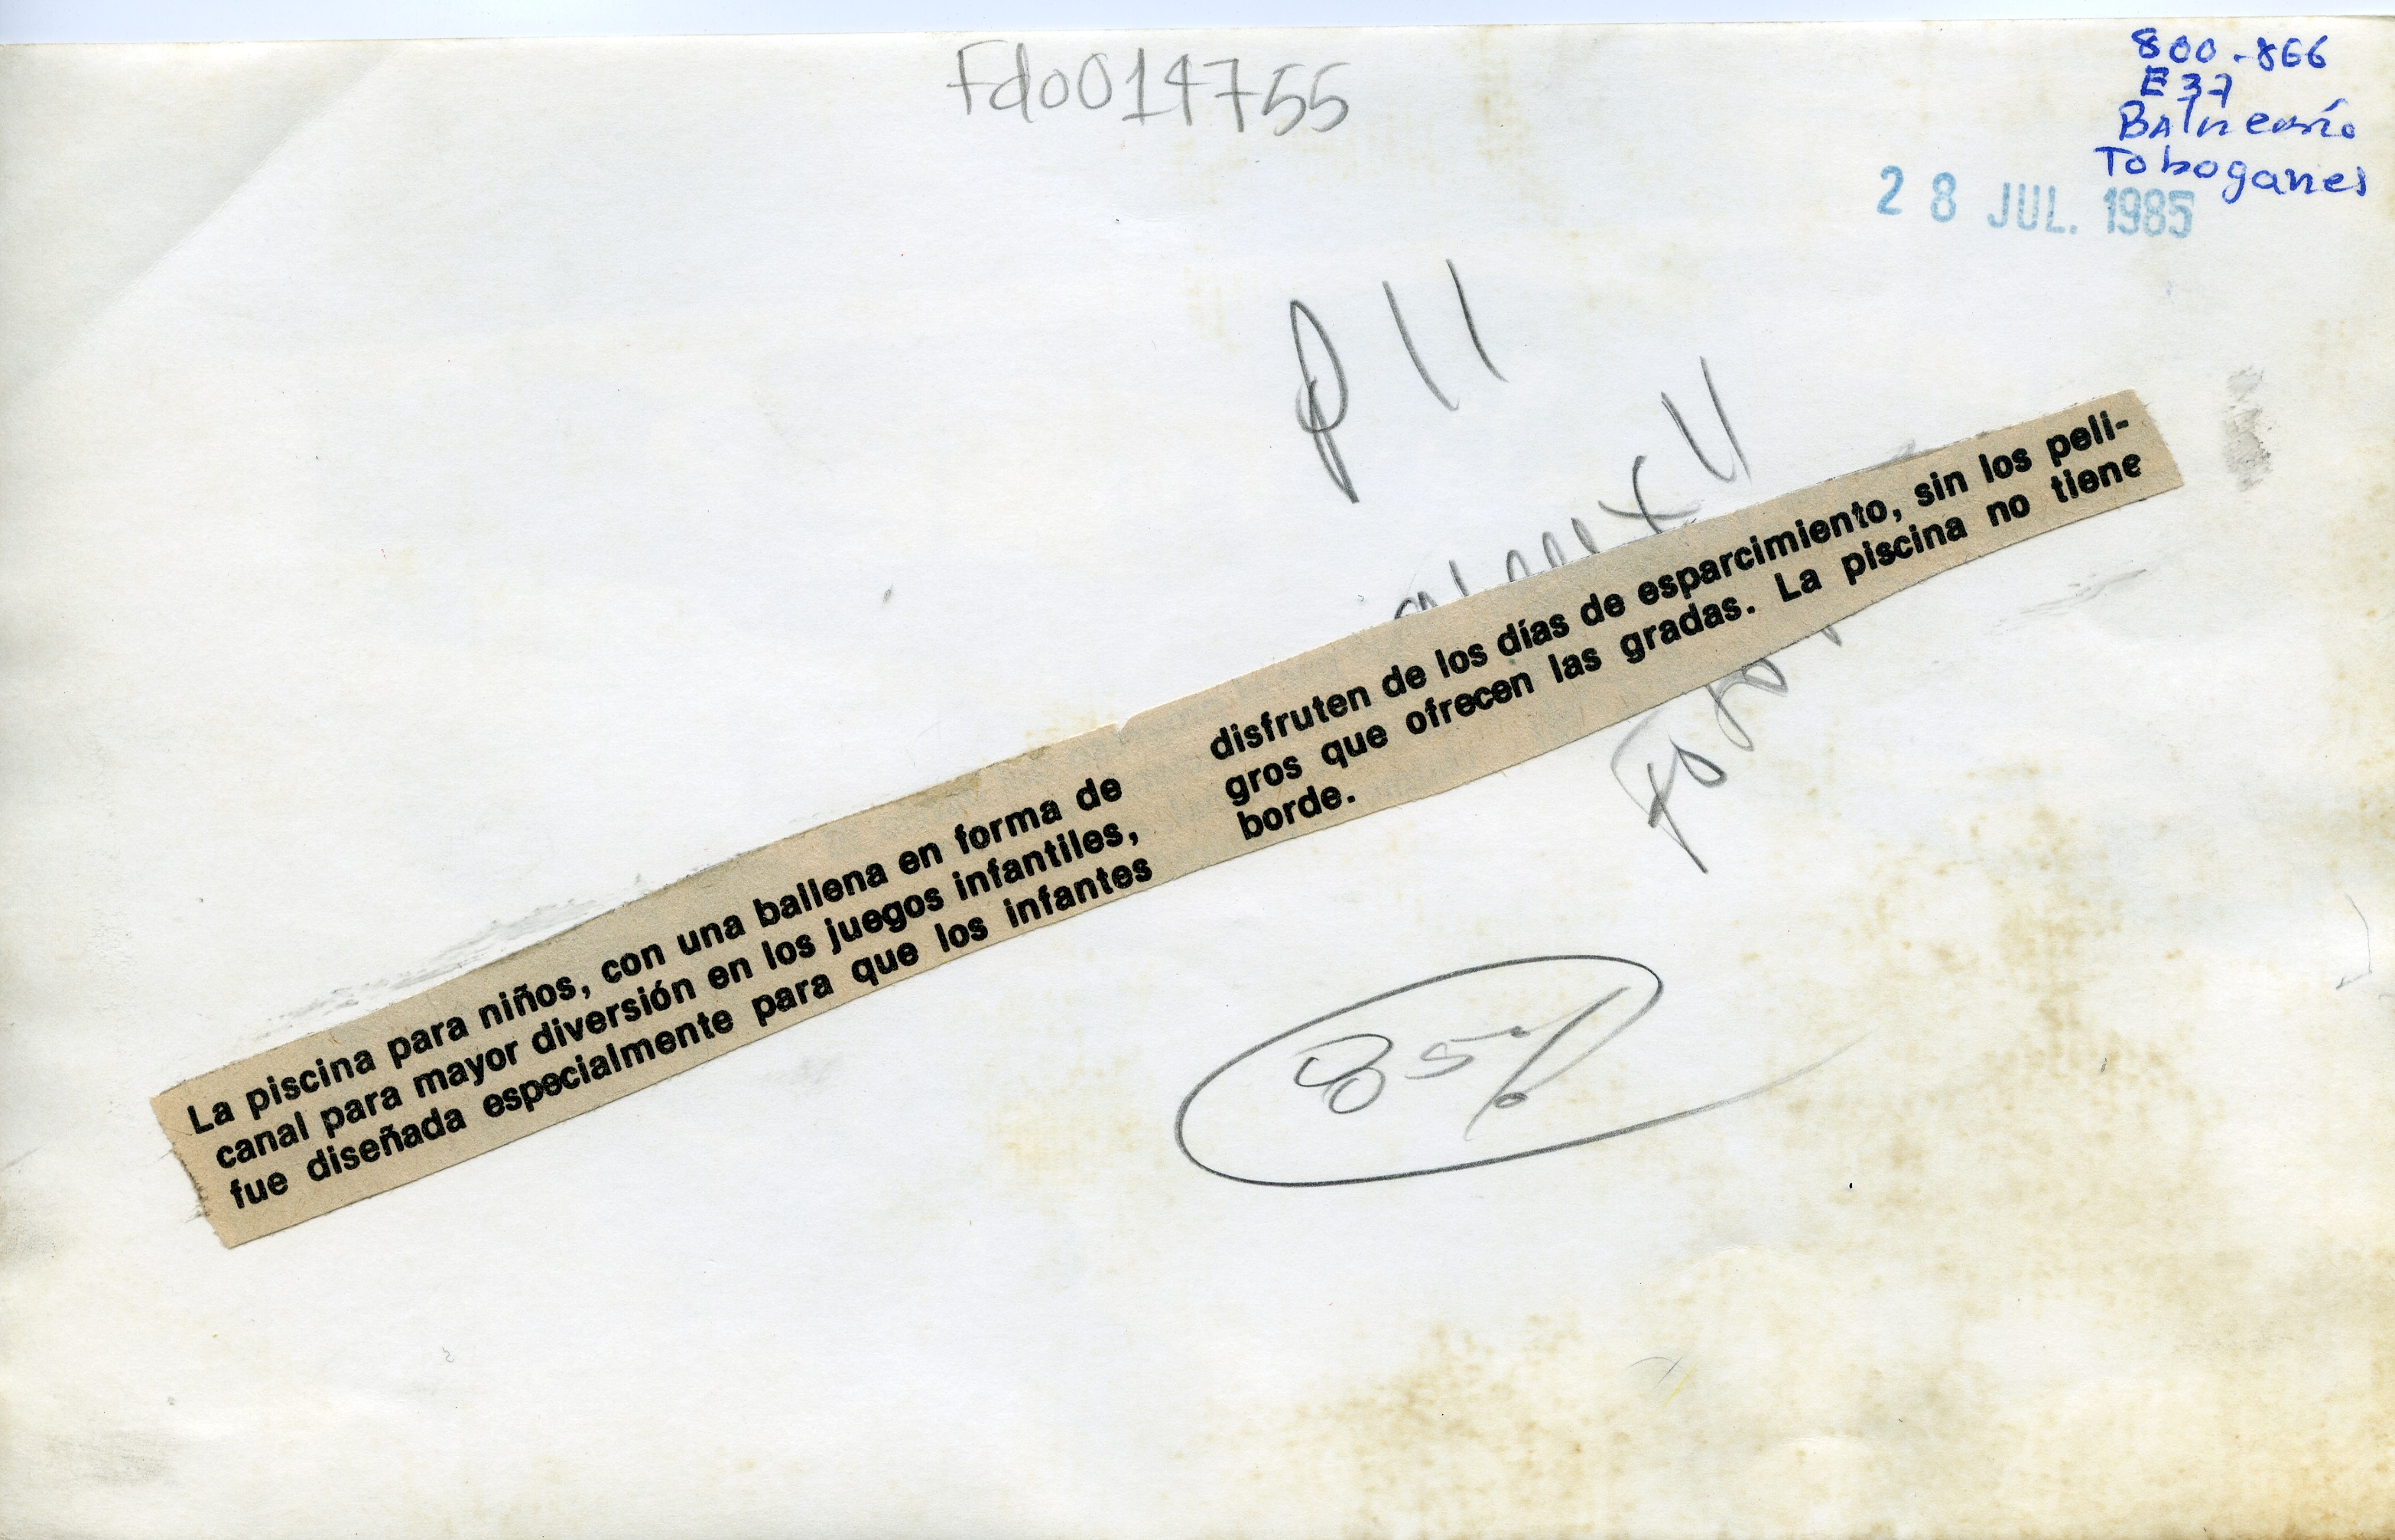 Fdo014755
800-866
E37
Balneario
Toboganes
28 JUL. 1985
P 11
La piscina para niños, con una ballena en forma de
canal para mayor diversión en los juegos infantiles,
fue diseñada especialmente para que los infantes
disfruten de los días de esparcimiento, sin los peli-
gros que ofrecen las gradas. La piscina no tiene
borde.
85%